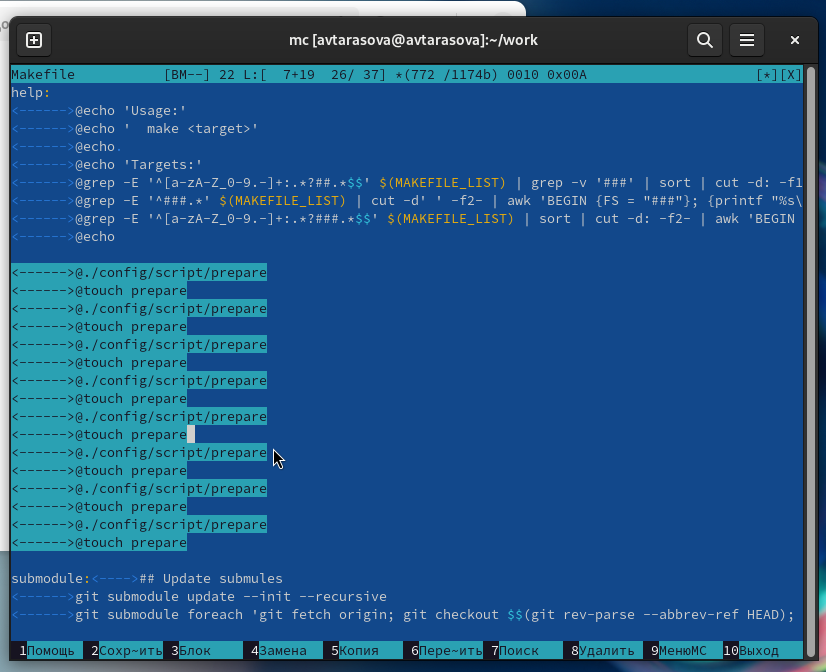 mc [avtarasova@avtarasova]:~/work
Makefile [BM--] 22 L:[ 7+19 26/ 37] *(772 /1174b) 0010 0x00A [*][X]
help:
<------>@echo 'Usage:'
<------>@echo ' make <target>'
<------>@echo.
<------>@echo 'Targets:'
<------>@grep -E '^[a-zA-Z_0-9.-]+:.*?##.*$$' $(MAKEFILE_LIST) | grep -v '###' | sort | cut -d: -f1
<------>@grep -E '^###.*' $(MAKEFILE_LIST) | cut -d' ' -f2- | awk 'BEGIN {FS = "###"}; {printf "%s\
<------>@grep -E '^[a-zA-Z_0-9.-]+:.*?###.*$$' $(MAKEFILE_LIST) | sort | cut -d: -f2- | awk 'BEGIN
<------>@echo
<------>@./config/script/prepare
<------>@touch prepare
<------>@./config/script/prepare
<------>@touch prepare
<------>@./config/script/prepare
<------>@touch prepare
<------>@./config/script/prepare
<------>@touch prepare
<------>@./config/script/prepare
<------>@touch prepare
<------>@./config/script/prepare
<------>@touch prepare
<------>@./config/script/prepare
<------>@touch prepare
<------>@./config/script/prepare
<------>@touch prepare
submodule:<---->## Update submules
<------>git submodule update --init --recursive
<------>git submodule foreach 'git fetch origin; git checkout $$(git rev-parse --abbrev-ref HEAD);
1Помощь 2Сохр~ить 3Блок 4Замена 5Копия 6Пере~ить 7Поиск 8Удалить 9МенюMC 10Выход